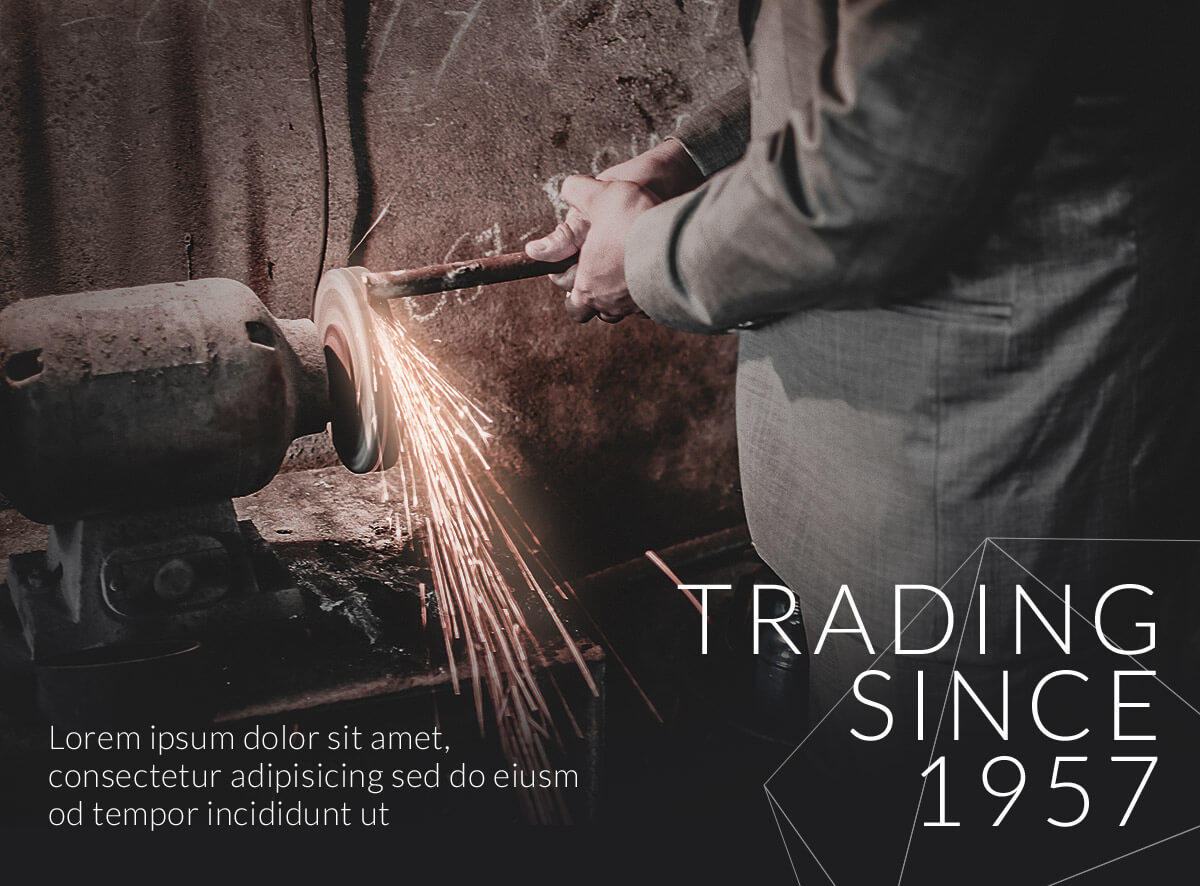 TRADING
SINCE
1957
Lorem ipsum dolor sit amet,
consectetur adipisicing sed do eiusm
od tempor incididunt ut